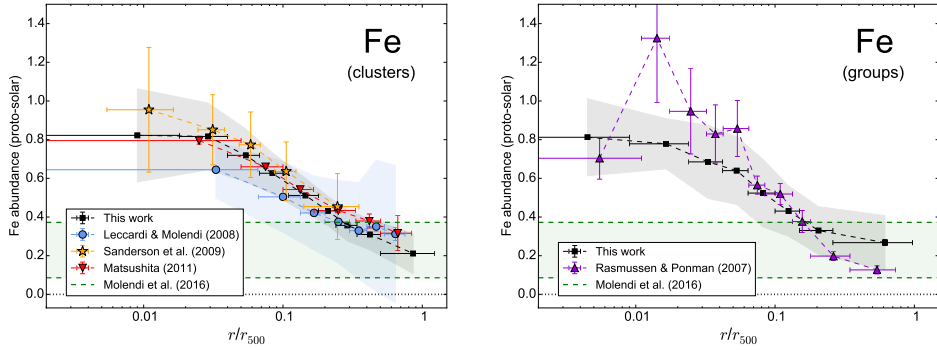 Fe
(clusters)
Fe abundance (proto-solar)
1.4
1.2
1.0
0.8
0.6
0.4
0.2
0.0
This work
Leccardi & Molendi (2008)
Sanderson et al. (2009)
Matsushita (2011)
Molendi et al. (2016)
0.01
0.1
1
r/r500
Fe
(groups)
Fe abundance (proto-solar)
1.4
1.2
1.0
0.8
0.6
0.4
0.2
0.0
This work
Rasmussen & Ponman (2007)
Molendi et al. (2016)
0.01
0.1
1
r/r500